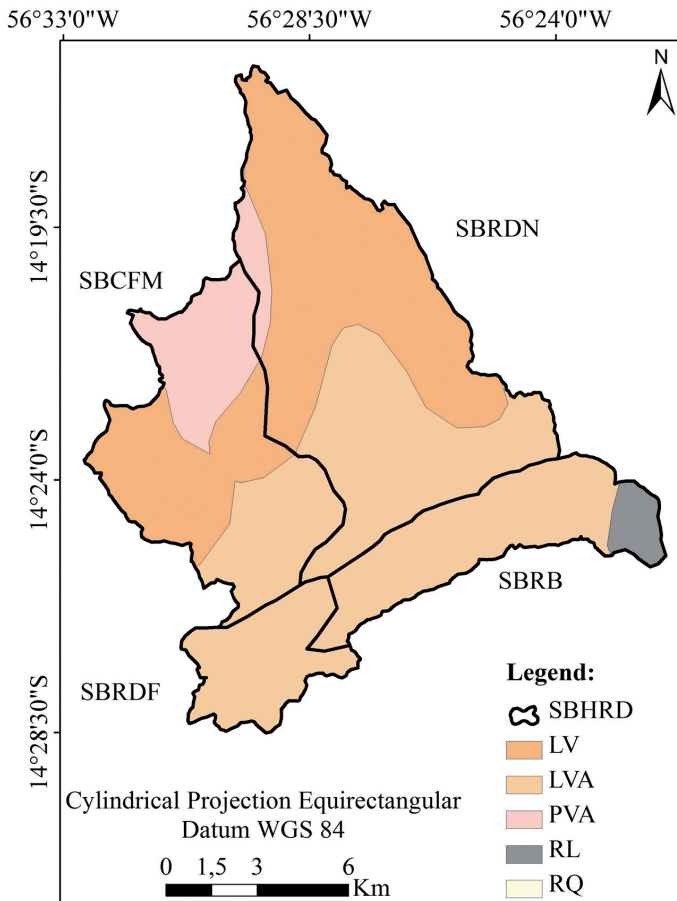 56°33'0"W 56°28'30"W 56°24'0"W
N
14°19'30"S
SBRDN
SBCFM
14°24'0"S
SBRB
SBRDF
14°28'30"S
Legend:
SBHRD
LV
LVA
PVA
RL
RQ
Cylindrical Projection Equirectangular
Datum WGS 84
0 1,5 3 6
Km